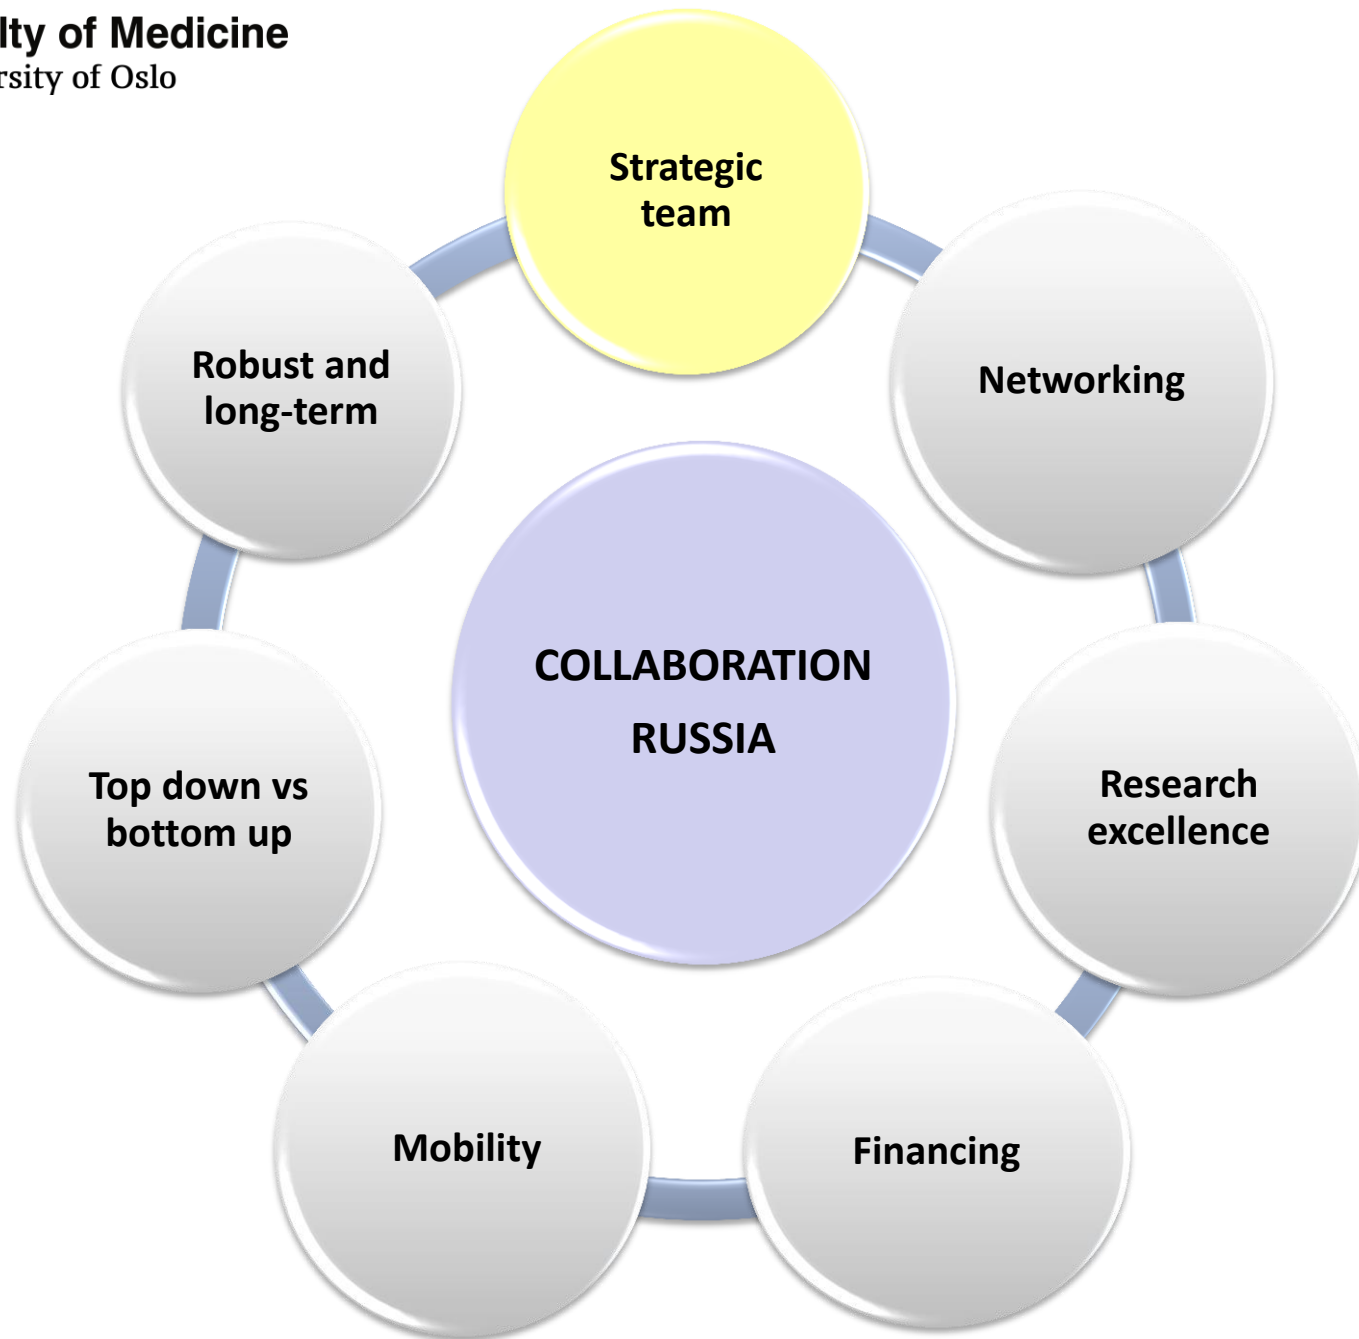 lty of Medicine
rsity of Oslo
Strategic
team
Networking
Robust and
long-term
COLLABORATION
RUSSIA
Research
excellence
Top down vs
bottom up
Mobility
Financing